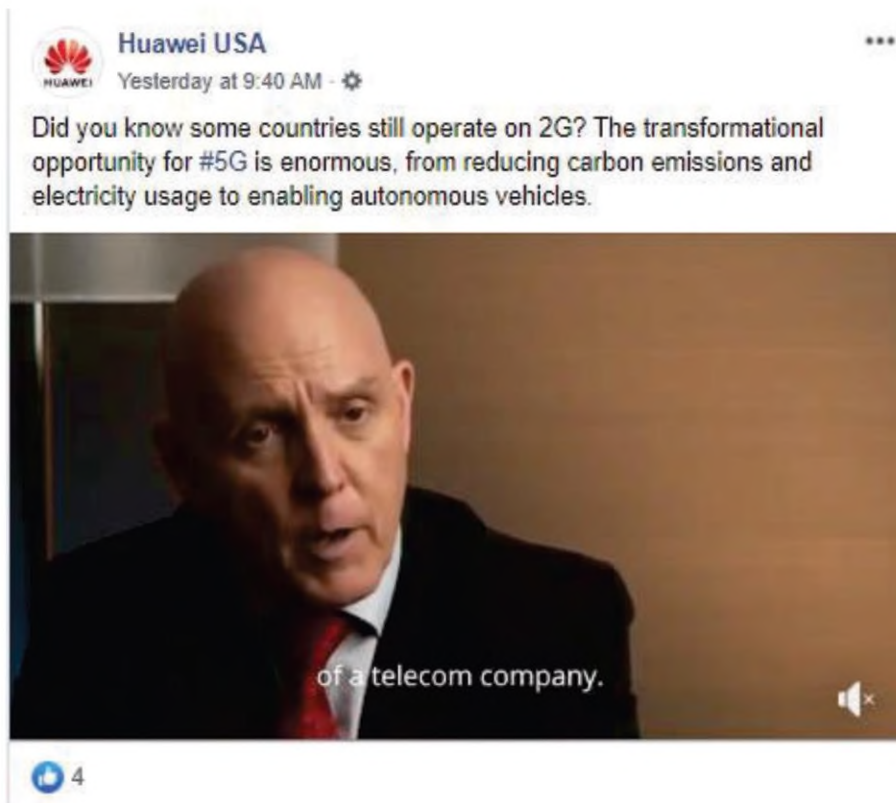 Huawei USA
HUAWEI
Yesterday at 9:40 AM ·
Did you know some countries still operate on 2G? The transformational
opportunity for #5G is enormous, from reducing carbon emissions and
electricity usage to enabling autonomous vehicles.
of a telecom company.
4